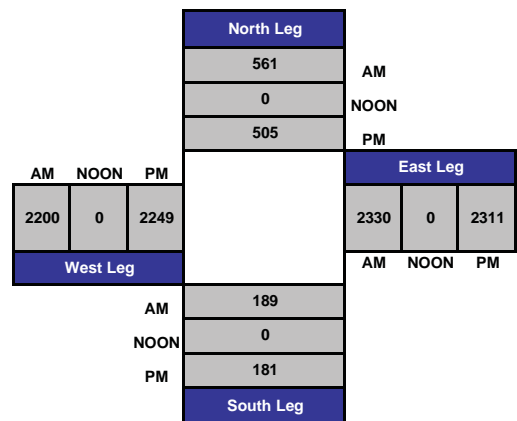 North Leg
561
AM
0
NOON
505
PM
AM NOON PM
East Leg
2200 0 2249
2330 0 2311
West Leg
AM NOON PM
AM
189
NOON
0
PM
181
South Leg